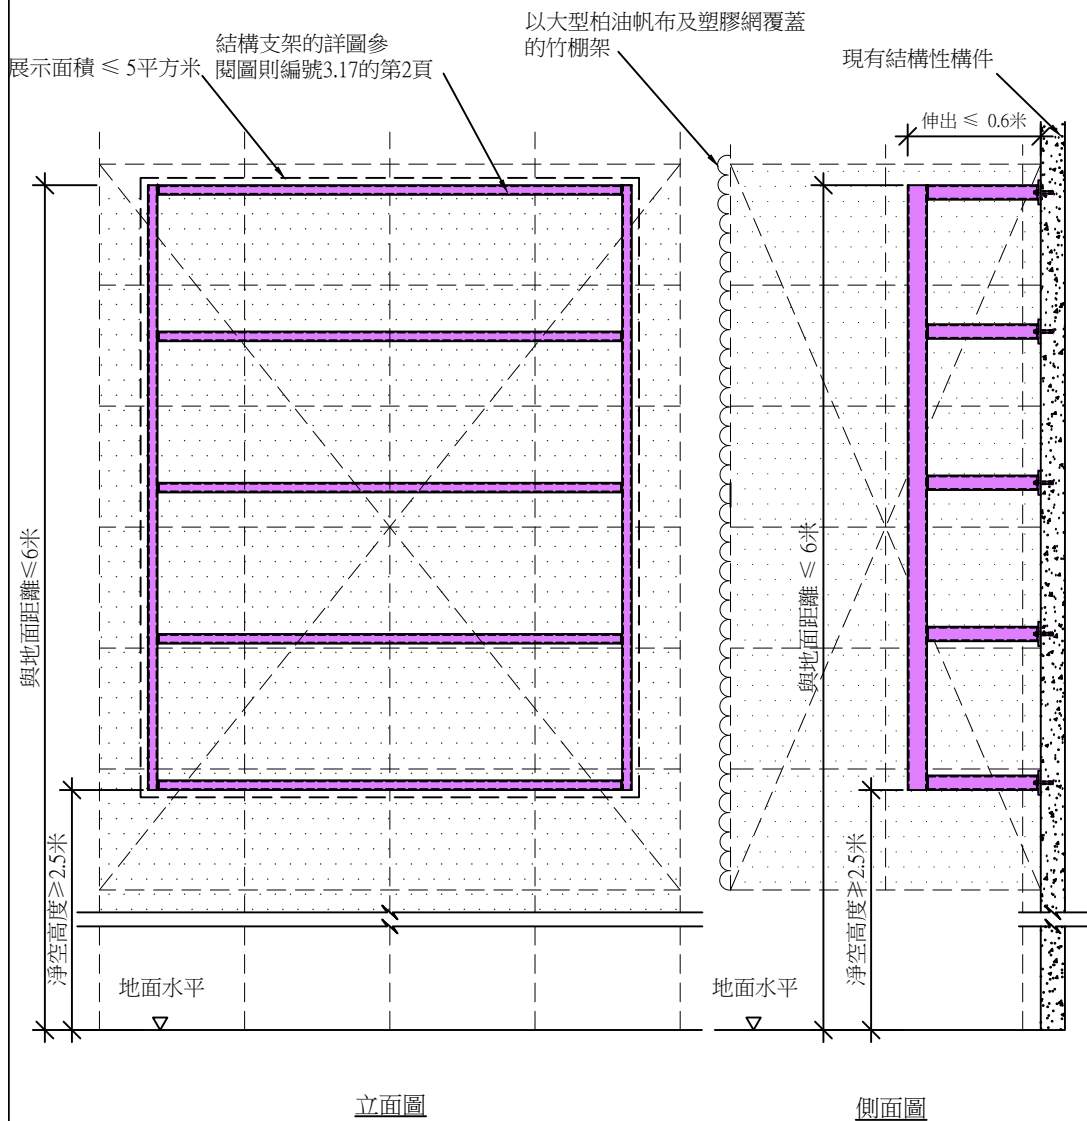 以大型柏油帆布及塑膠網覆蓋
的竹棚架
結構支架的詳圖參
閱圖則編號3.17的第2頁
展示面積 ≤ 5平方米
現有結構性構件
伸出 ≤ 0.6米
與地面距離≤6米
與地面距離 ≤ 6米
淨空高度≥2.5米
淨空高度≥2.5米
地面水平
地面水平
立面圖
側面圖